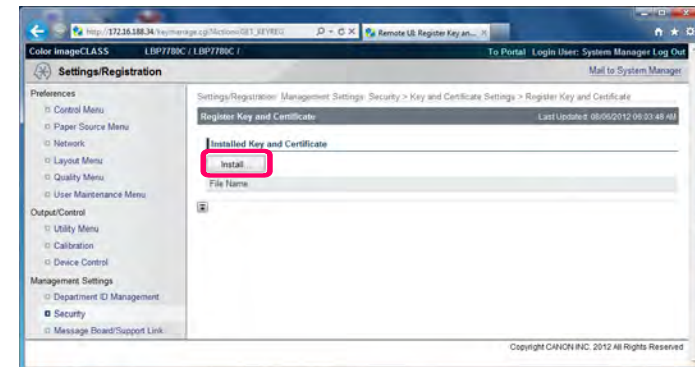 http://172.16.188.34
Remote UI: Register Key an...
Color imageCLASS LBP7780C / LBP7780C /
To Portal Login User: System Manager Log Out
Settings/Registration
Mail to System Manager
Preferences
Control Menu
Paper Source Menu
Network
Layout Menu
Quality Menu
User Maintenance Menu
Output/Control
Utility Menu
Calibration
Device Control
Management Settings
Department ID Management
Security
Message Board/Support Link
Settings/Registration: Management Settings: Security > Key and Certificate Settings > Register Key and Certificate
Register Key and Certificate
Last Updated: 08/06/2012 09:03:48 AM
Installed Key and Certificate
Install...
File Name
Copyright CANON INC. 2012 All Rights Reserved